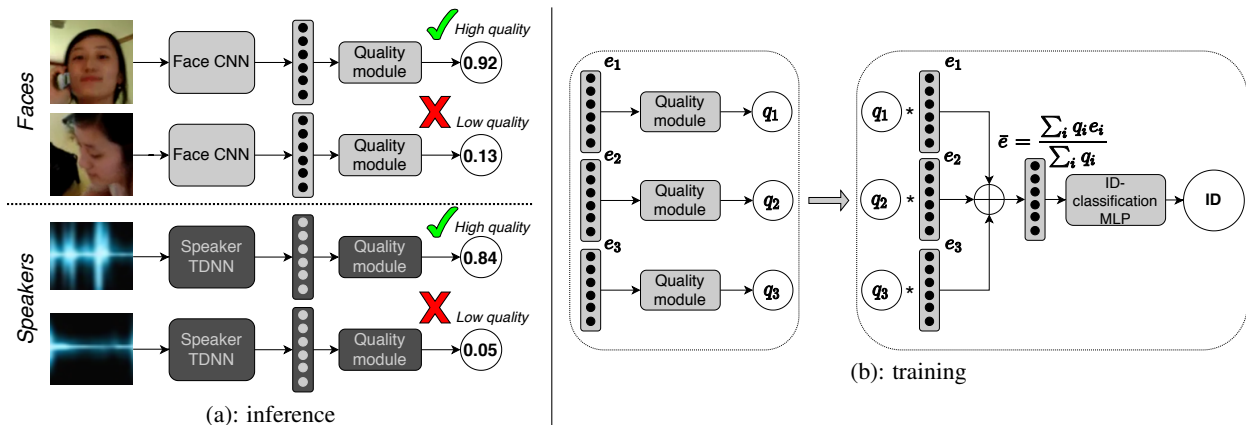 Faces
Face CNN
Quality
module
High quality
0.92
Face CNN
Quality
module
Low quality
0.13
Speakers
Speaker
TDNN
Quality
module
High quality
0.84
Speaker
TDNN
Quality
module
Low quality
0.05
(a): inference
e₁
Quality
module
q₁
e₂
Quality
module
q₂
e₃
Quality
module
q₃
e₁
q₁ *
e₂
q₂ *
e₃
q₃ *
ē = ∑ᵢ qᵢeᵢ / ∑ᵢ qᵢ
ID-
classification
MLP
ID
(b): training